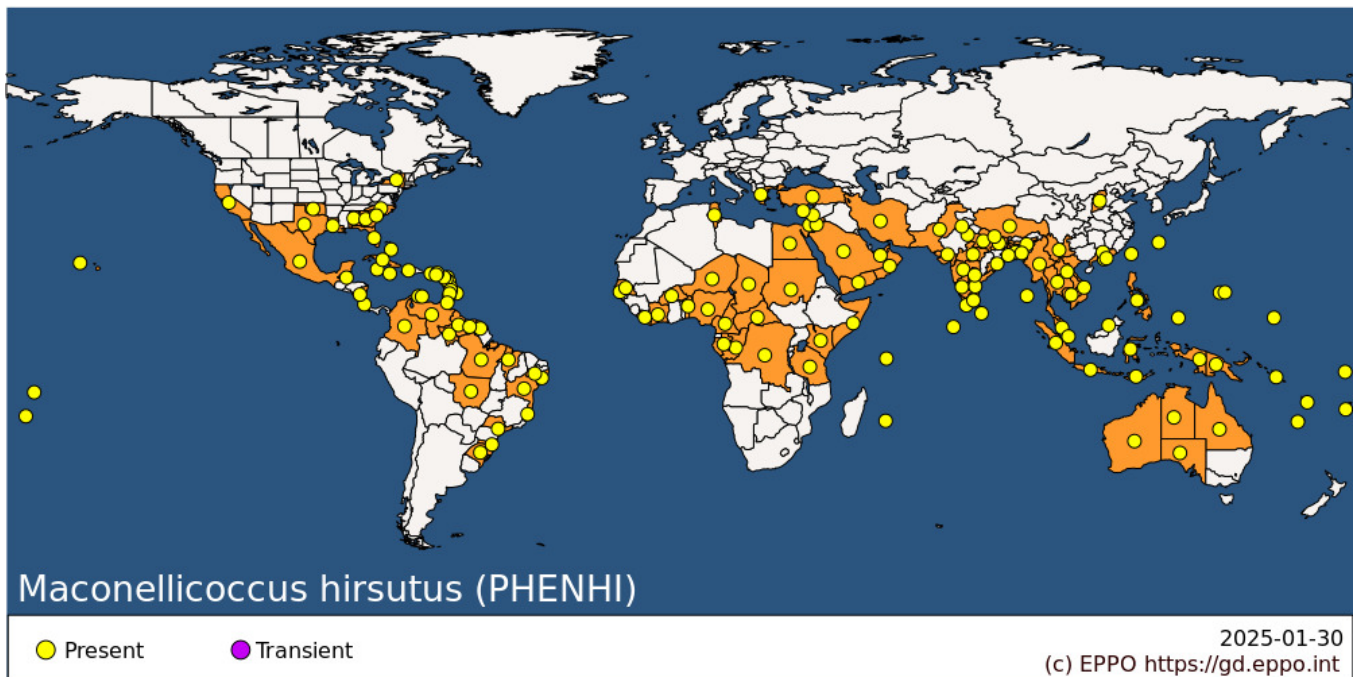 Maconellicoccus hirsutus (PHENHI)
Present
Transient
2025-01-30
(c) EPPO https://gd.eppo.int